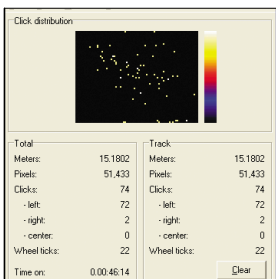 Click distribution
Total
Meters: 15.1802
Pixels: 51,433
Clicks: 74
- left: 72
- right: 2
- center: 0
Wheel ticks: 22
Time on: 0.00:46:14
Track
Meters: 15.1802
Pixels: 51,433
Clicks: 74
- left: 72
- right: 2
- center: 0
Wheel ticks: 22
Clear